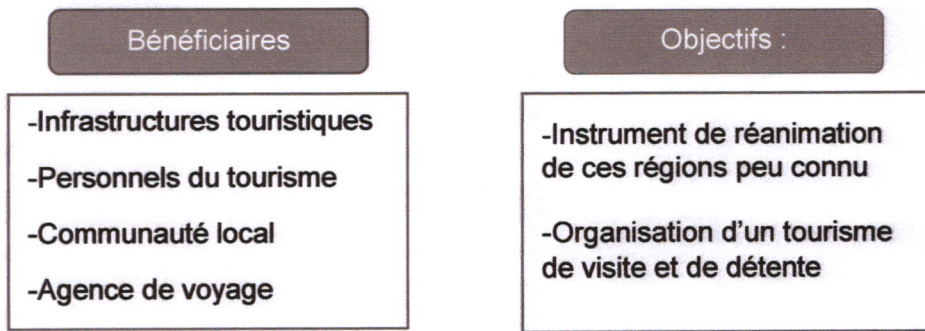 Bénéficiaires
-Infrastructures touristiques
-Personnels du tourisme
-Communauté local
-Agence de voyage
Objectifs :
-Instrument de réanimation
de ces régions peu connu
-Organisation d'un tourisme
de visite et de détente